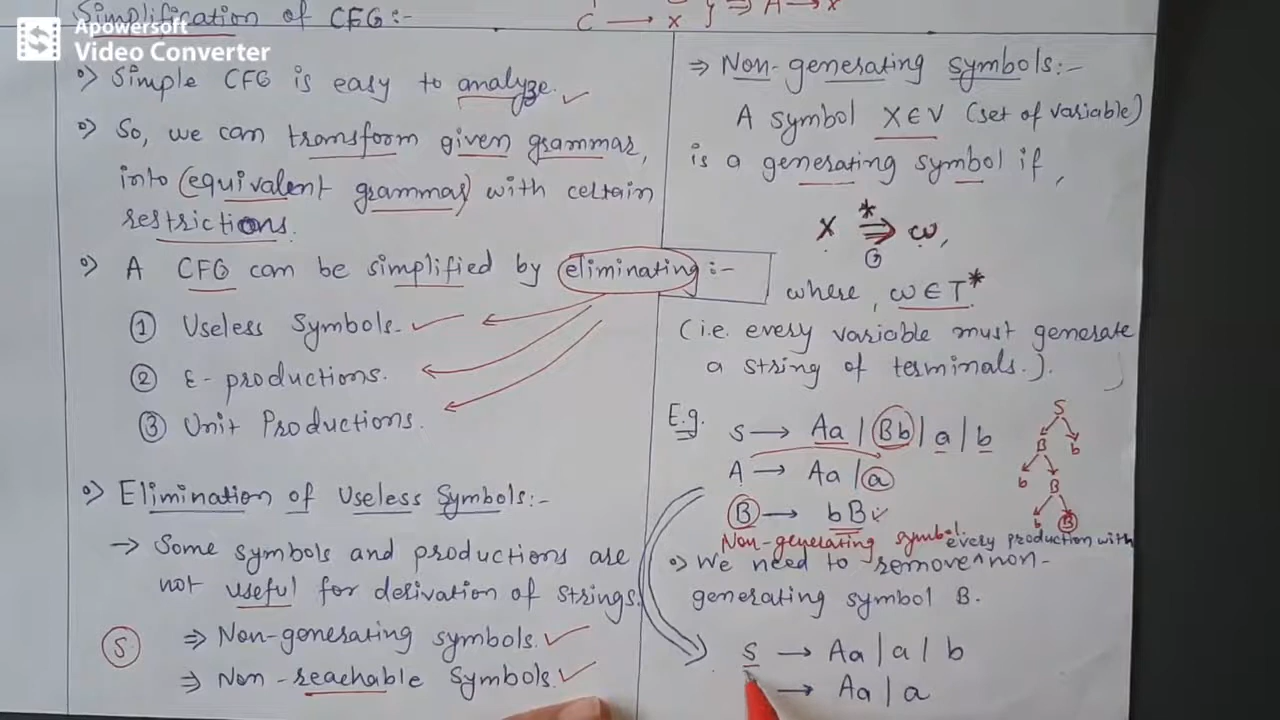 Simplification of CFG:-
C → x } ⇒ A → x
Apowersoft
Video Converter
Simple CFG is easy to analyze.
So, we can transform given grammar,
into (equivalent grammar) with certain
restrictions.
A CFG can be simplified by eliminating :-
① Useless Symbols.
② ε- productions.
③ Unit Productions.
Elimination of Useless Symbols:-
→ Some symbols and productions are
not useful for derivation of strings.
S
⇒ Non-generating symbols.
⇒ Non-reachable Symbols.
⇒ Non-generating symbols:-
A symbol X∈V (set of variable)
is a generating symbol if,
X *⇒G ω,
where, ω∈T*
(i.e. every variable must generate
a string of terminals.).
E.g.
S → Aa | Bb | a | b
A → Aa | a
B → bB
Non-generating symbol.
S
B b
b B
b B
every production with
We need to remove ^ non-
generating symbol B.
S → Aa | a | b
→ Aa | a